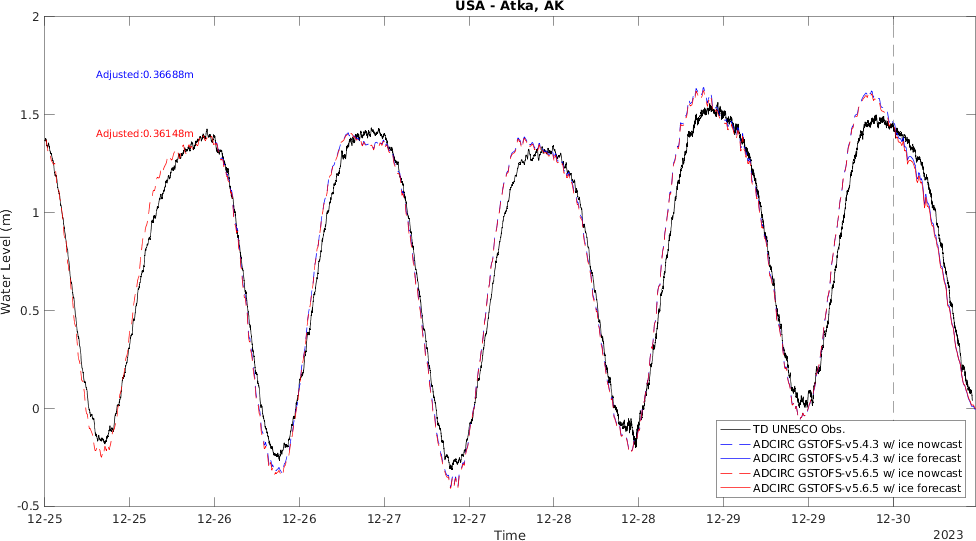 USA - Atka, AK
2
Adjusted:0.36688m
1.5
Adjusted:0.36148m
1
Water Level (m)
0.5
0
TD UNESCO Obs.
ADCIRC GSTOFS-v5.4.3 w/ ice nowcast
ADCIRC GSTOFS-v5.4.3 w/ ice forecast
ADCIRC GSTOFS-v5.6.5 w/ ice nowcast
ADCIRC GSTOFS-v5.6.5 w/ ice forecast
-0.5
12-25 12-25 12-26 12-26 12-27 12-27 12-28 12-28 12-29 12-29 12-30
Time
2023